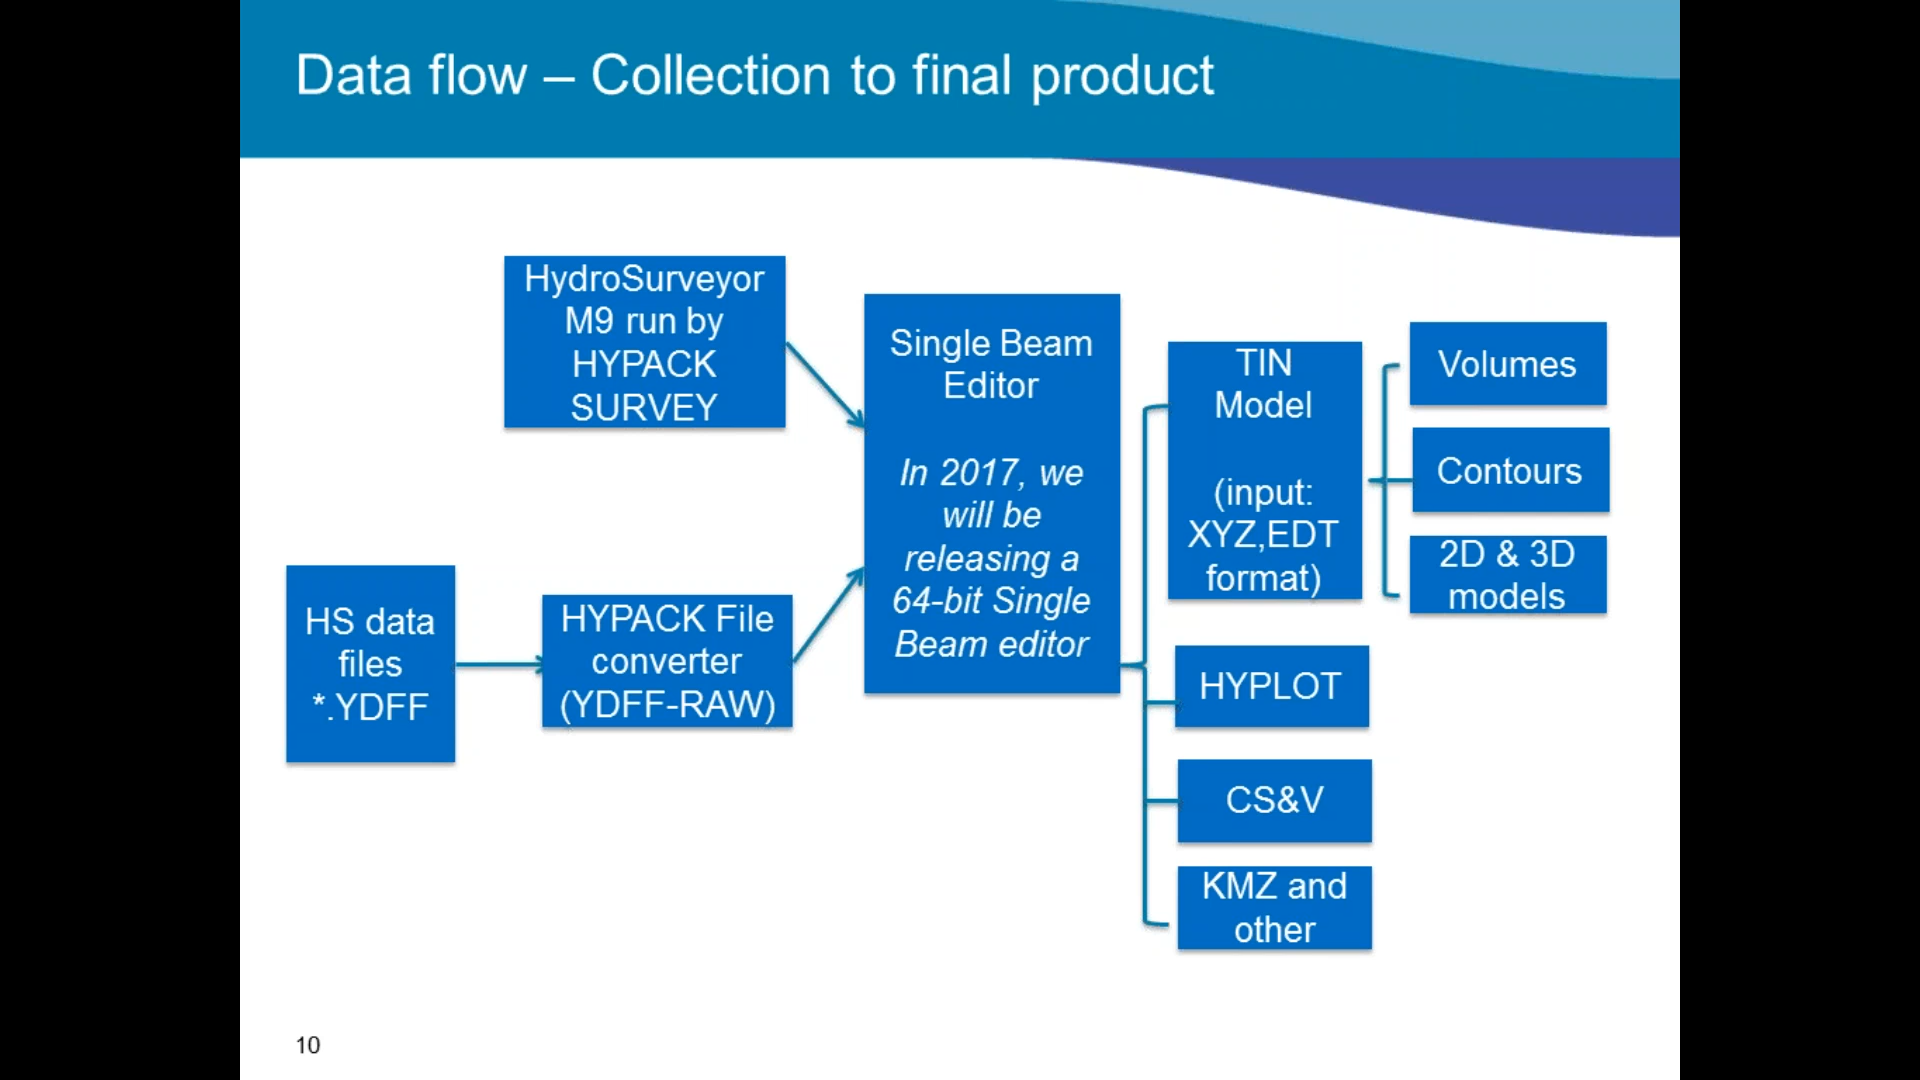 Data flow – Collection to final product
HydroSurveyor
M9 run by
HYPACK
SURVEY
HS data
files
*.YDFF
HYPACK File
converter
(YDFF-RAW)
Single Beam
Editor
In 2017, we
will be
releasing a
64-bit Single
Beam editor
TIN
Model
(input:
XYZ,EDT
format)
Volumes
Contours
2D & 3D
models
HYPLOT
CS&V
KMZ and
other
10